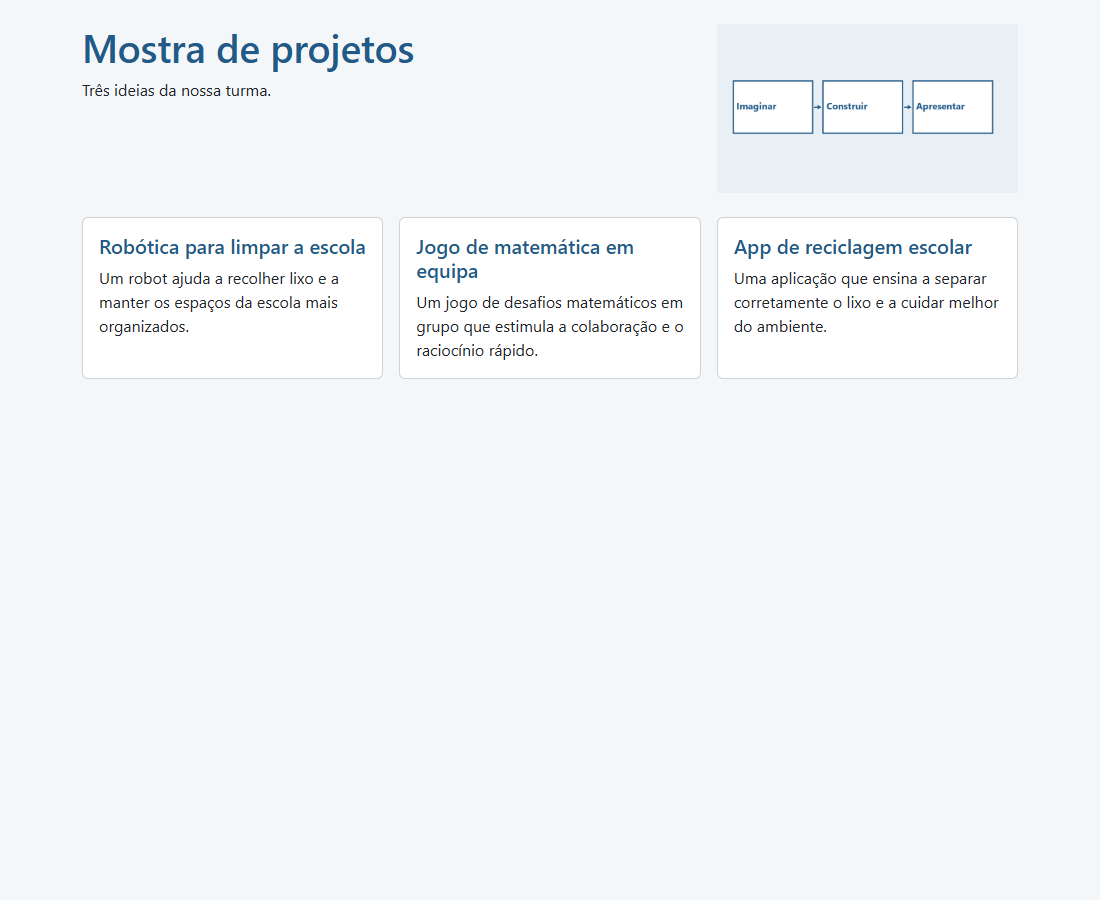 Mostra de projetos
Três ideias da nossa turma.
Imaginar
Construir
Apresentar
Robótica para limpar a escola
Um robot ajuda a recolher lixo e a
manter os espaços da escola mais
organizados.
Jogo de matemática em
equipa
Um jogo de desafios matemáticos em
grupo que estimula a colaboração e o
raciocínio rápido.
App de reciclagem escolar
Uma aplicação que ensina a separar
corretamente o lixo e a cuidar melhor
do ambiente.